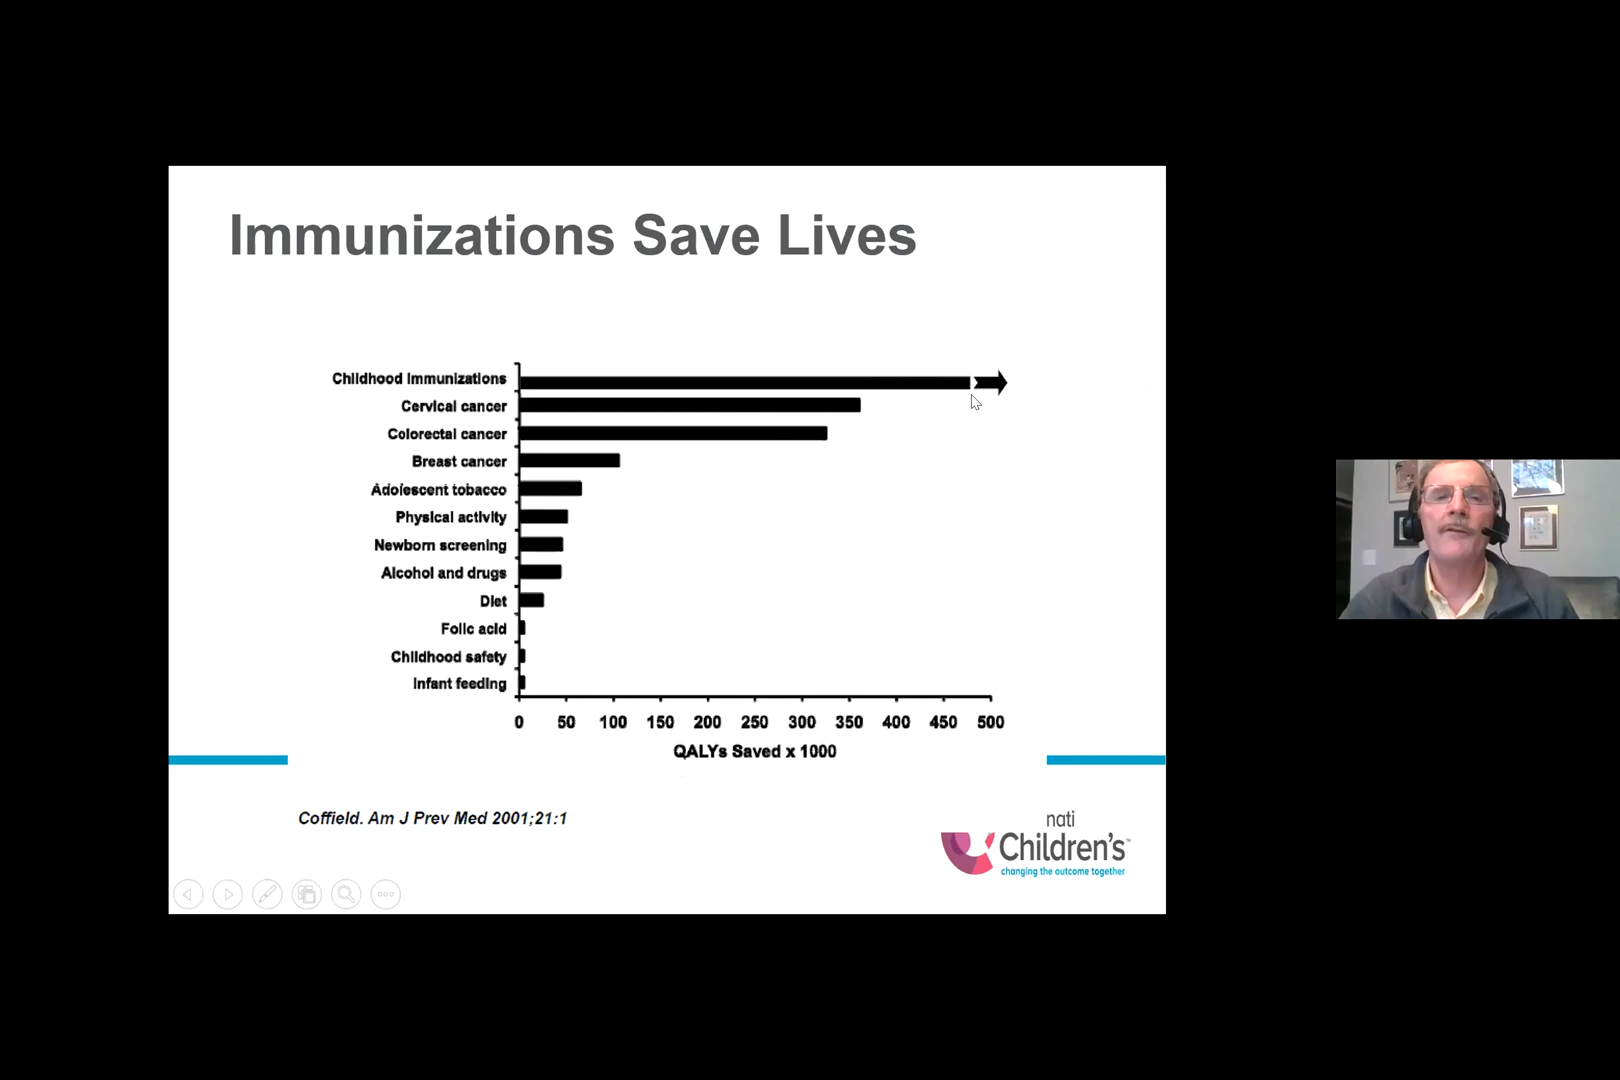 Immunizations Save Lives
Childhood immunizations
Cervical cancer
Colorectal cancer
Breast cancer
Adolescent tobacco
Physical activity
Newborn screening
Alcohol and drugs
Diet
Folic acid
Childhood safety
Infant feeding
0 50 100 150 200 250 300 350 400 450 500
QALYs Saved x 1000
Coffield. Am J Prev Med 2001;21:1
nati
Children's™
changing the outcome together